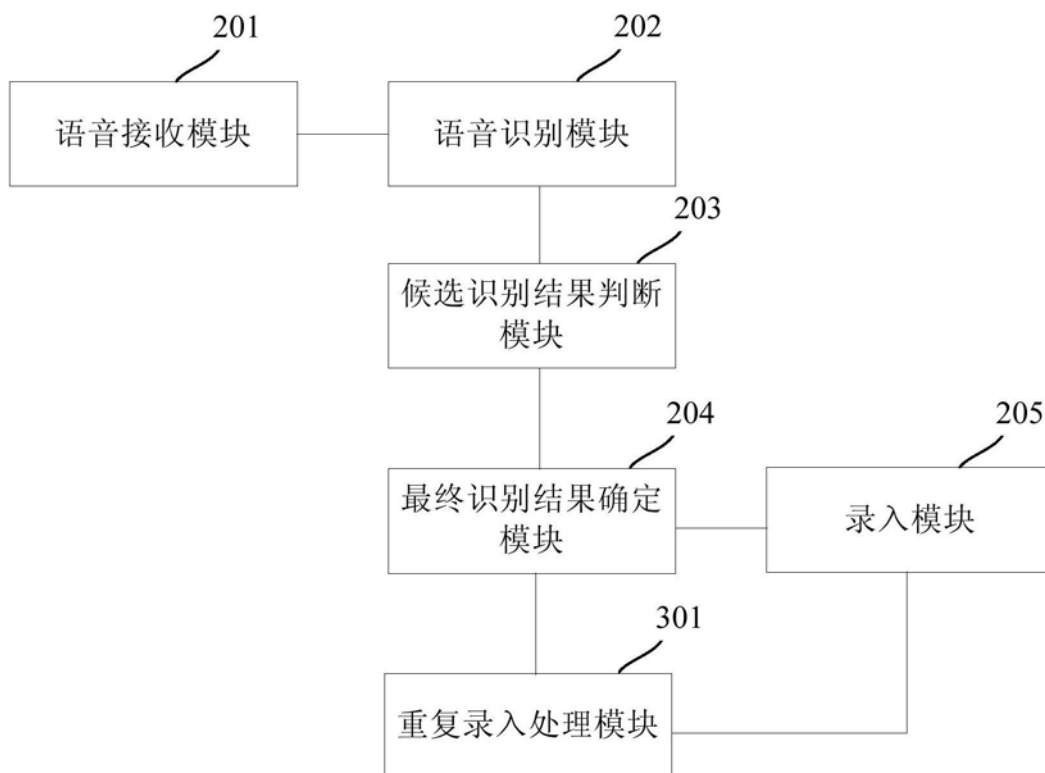 201
202
语音接收模块
语音识别模块
203
候选识别结果判断
模块
204
205
最终识别结果确定
模块
录入模块
301
重复录入处理模块